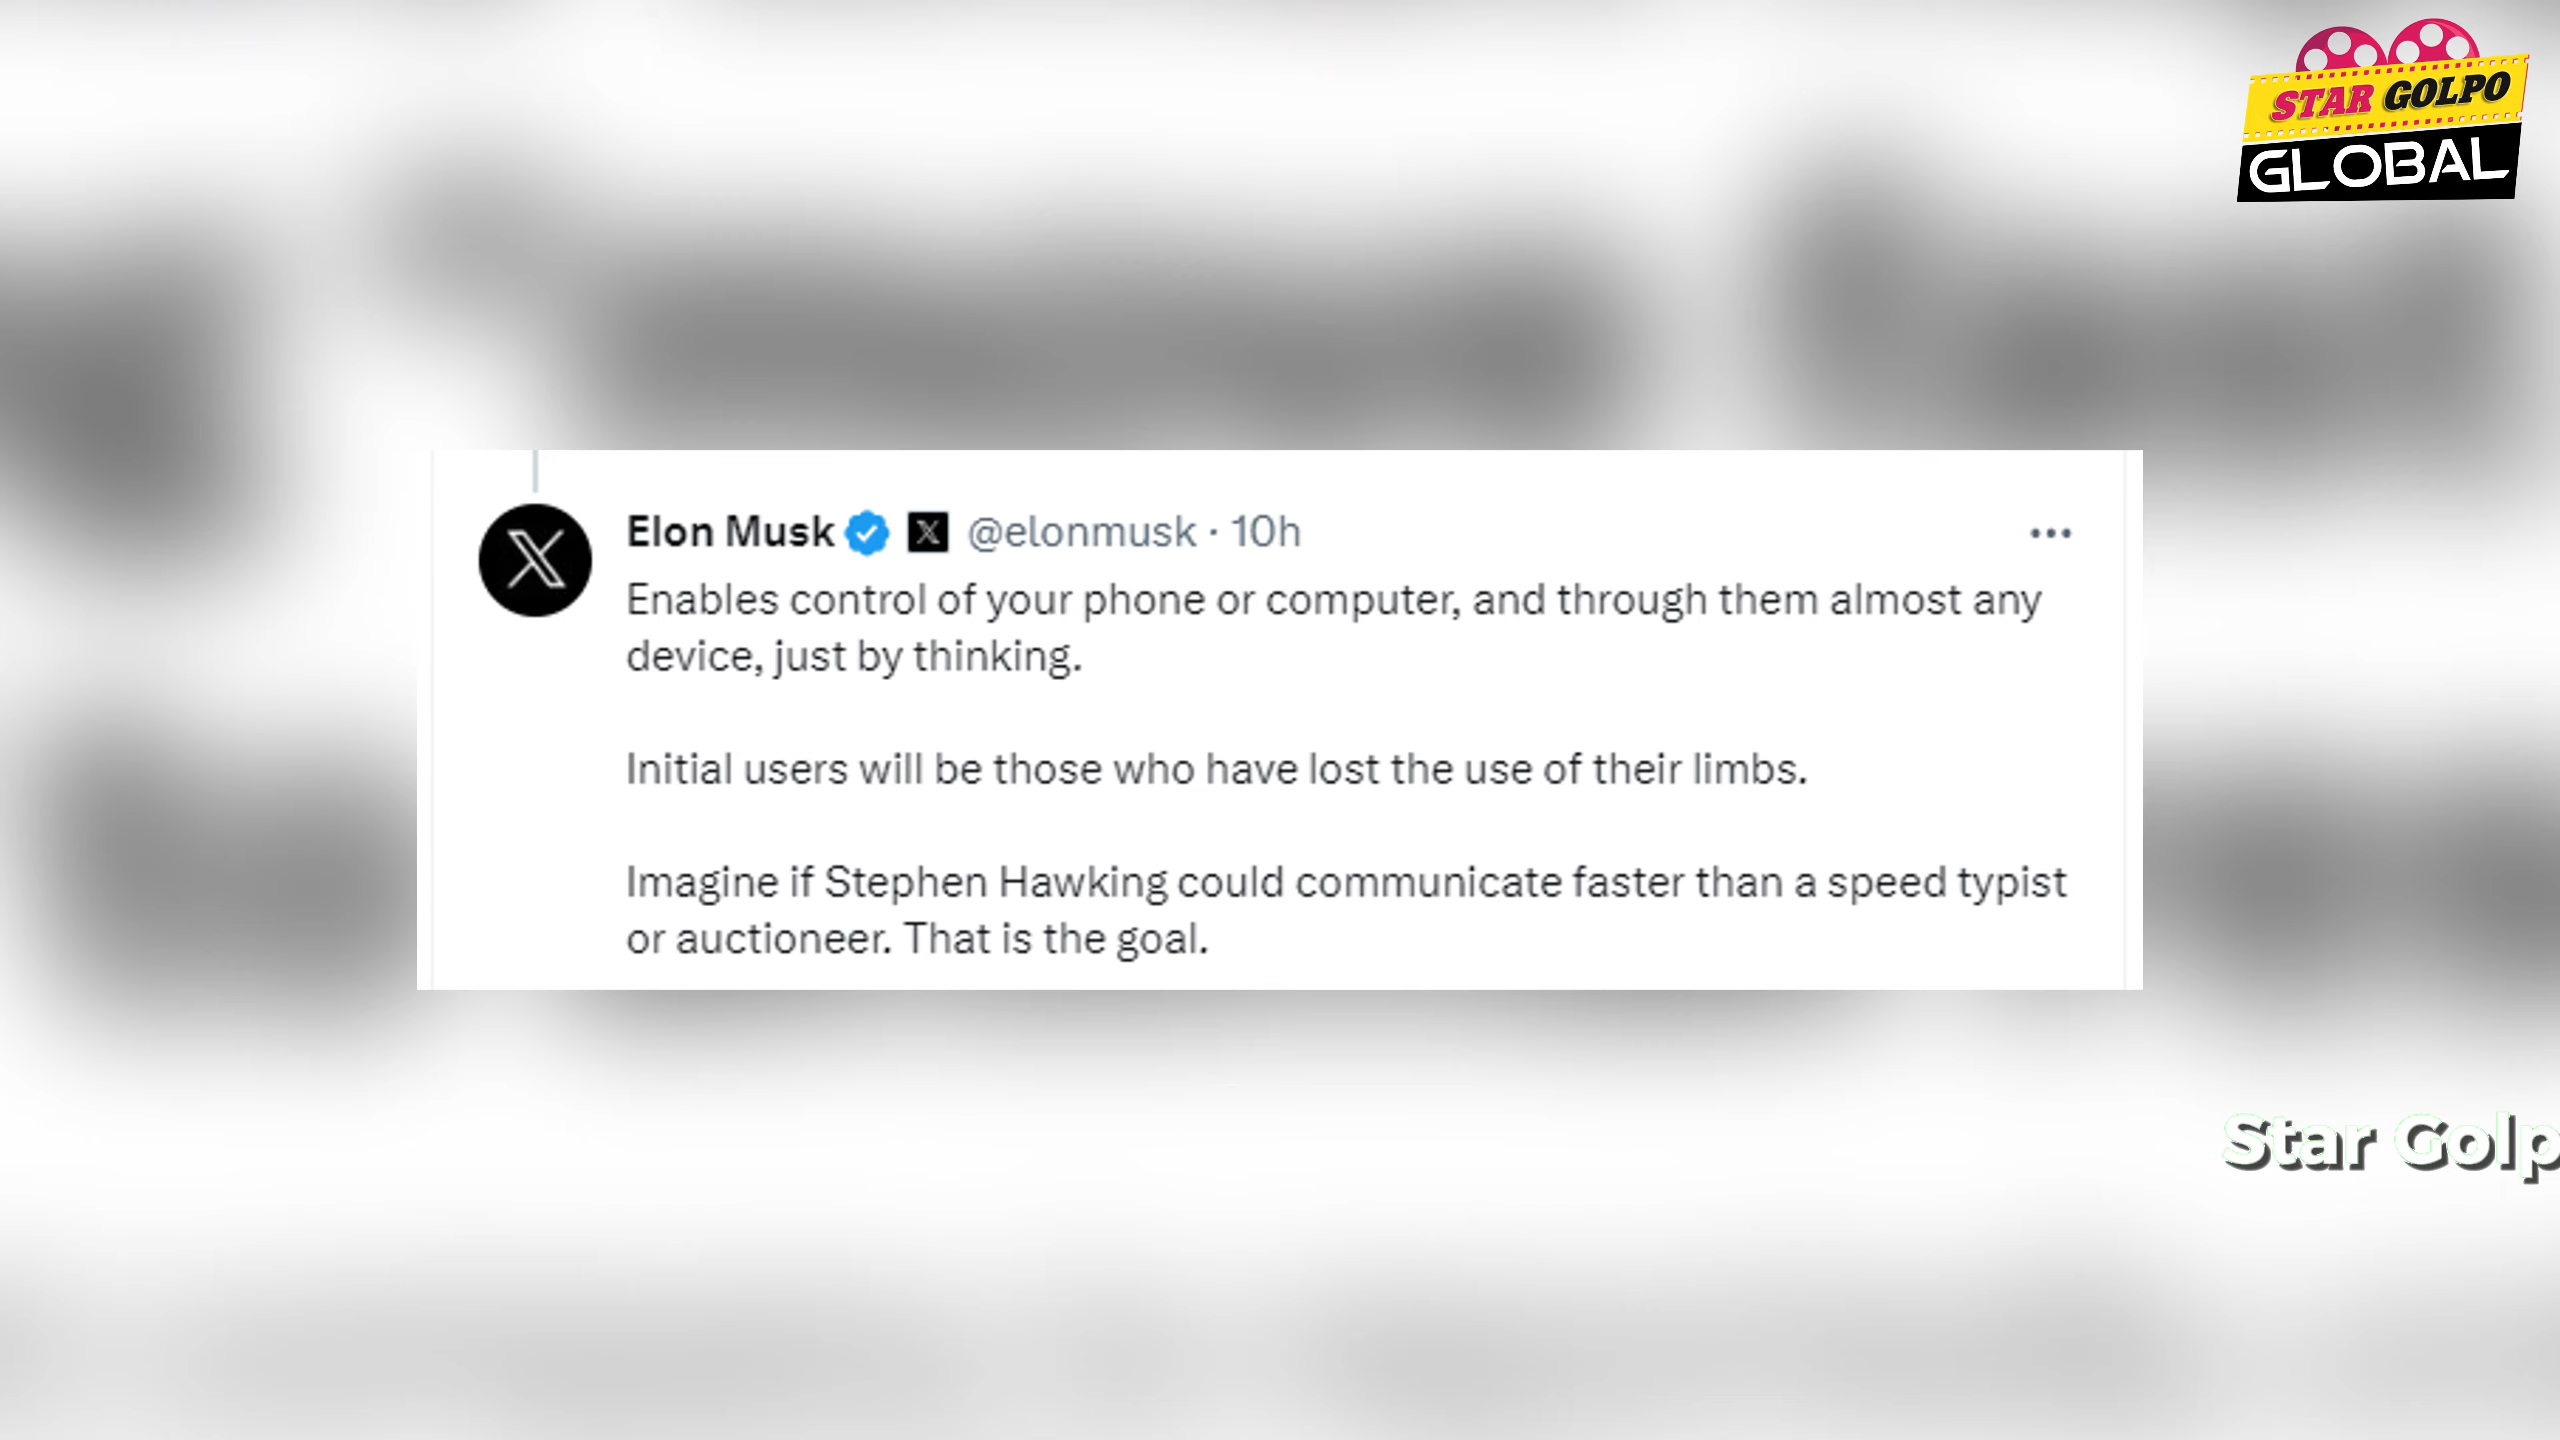 STAR GOLPO
GLOBAL
Elon Musk @elonmusk · 10h
Enables control of your phone or computer, and through them almost any
device, just by thinking.
Initial users will be those who have lost the use of their limbs.
Imagine if Stephen Hawking could communicate faster than a speed typist
or auctioneer. That is the goal.
Star Golp